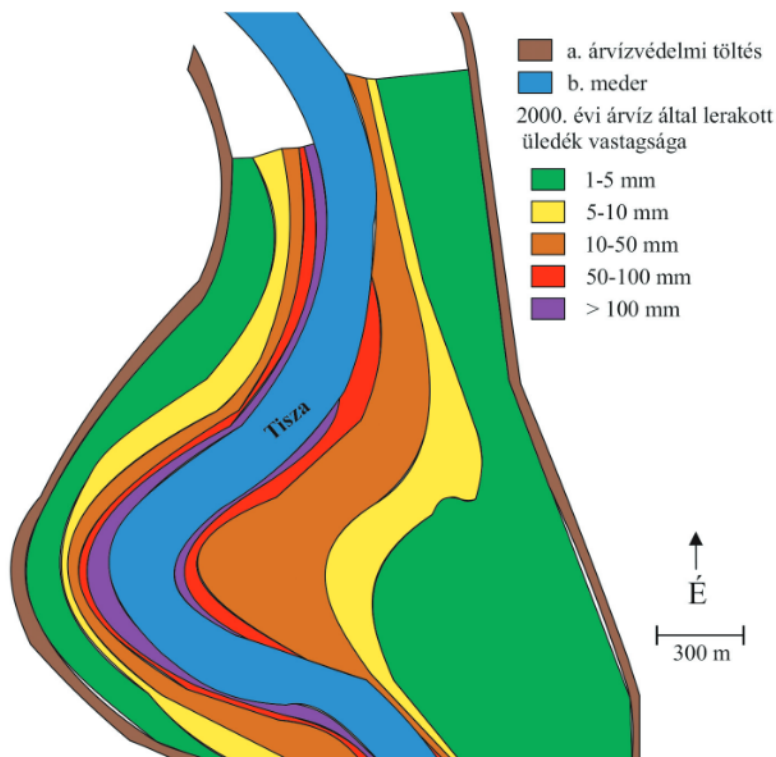 a. árvízvédelmi töltés
b. meder
2000. évi árvíz által lerakott
üledék vastagsága
1-5 mm
5-10 mm
10-50 mm
50-100 mm
> 100 mm
Tisza
É
300 m